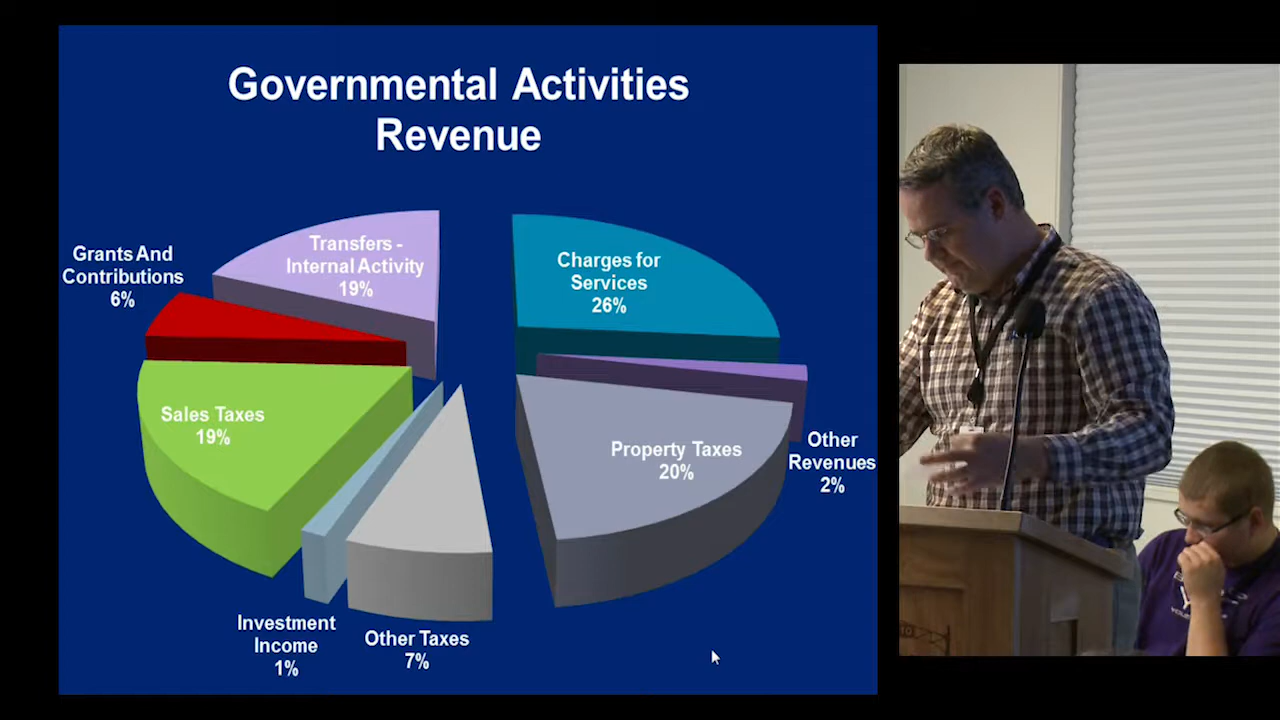 Governmental Activities
Revenue
Grants And
Contributions
6%
Transfers -
Internal Activity
19%
Charges for
Services
26%
Sales Taxes
19%
Property Taxes
20%
Other
Revenues
2%
Investment
Income
1%
Other Taxes
7%